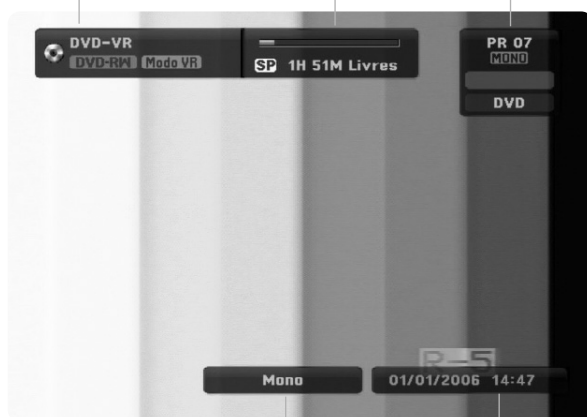 DVD-VR
DVD-RW Modo VR
SP 1H 51M Livres
PR 07
MONO
DVD
R-5
Mono
01/01/2006 14:47